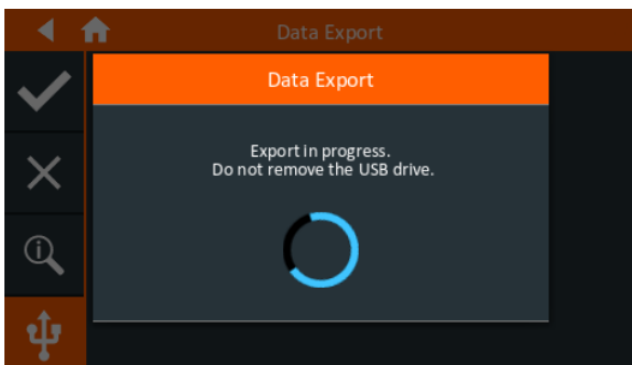 Data Export
Data Export
Export in progress.
Do not remove the USB drive.